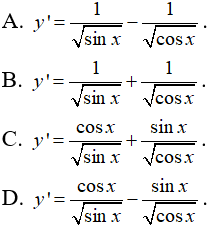 A. y' = 1/√(sin x) − 1/√(cos x) .
B. y' = 1/√(sin x) + 1/√(cos x) .
C. y' = cos x/√(sin x) + sin x/√(cos x) .
D. y' = cos x/√(sin x) − sin x/√(cos x) .